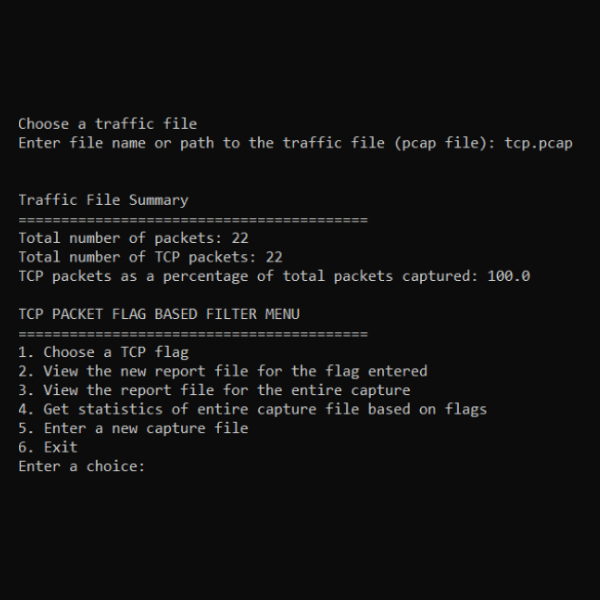 Choose a traffic file
Enter file name or path to the traffic file (pcap file): tcp.pcap
Traffic File Summary
=========================================
Total number of packets: 22
Total number of TCP packets: 22
TCP packets as a percentage of total packets captured: 100.0
TCP PACKET FLAG BASED FILTER MENU
=========================================
1. Choose a TCP flag
2. View the new report file for the flag entered
3. View the report file for the entire capture
4. Get statistics of entire capture file based on flags
5. Enter a new capture file
6. Exit
Enter a choice: